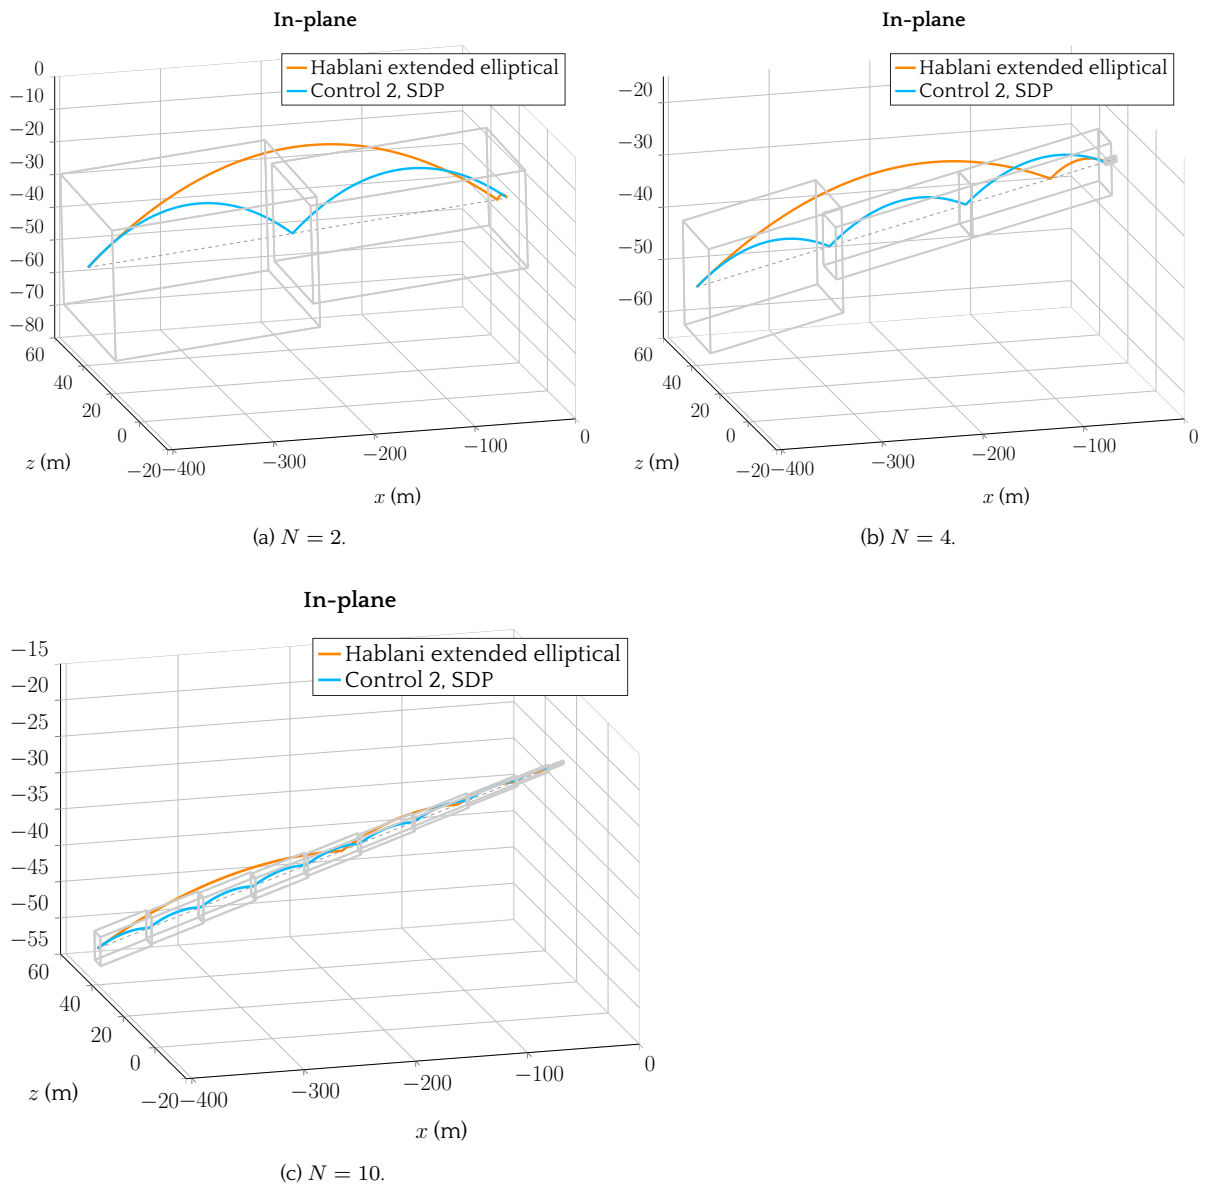 In-plane
Hablani extended elliptical
Control 2, SDP
0
−10
−20
−30
−40
−50
−60
−70
−80
60
40
20
0
−20
−400
−300
−200
−100
0
z (m)
x (m)
(a) N = 2.
In-plane
Hablani extended elliptical
Control 2, SDP
−20
−30
−40
−50
−60
60
40
20
0
−20
−400
−300
−200
−100
0
z (m)
x (m)
(b) N = 4.
In-plane
Hablani extended elliptical
Control 2, SDP
−15
−20
−25
−30
−35
−40
−45
−50
−55
60
40
20
0
−20
−400
−300
−200
−100
0
z (m)
x (m)
(c) N = 10.